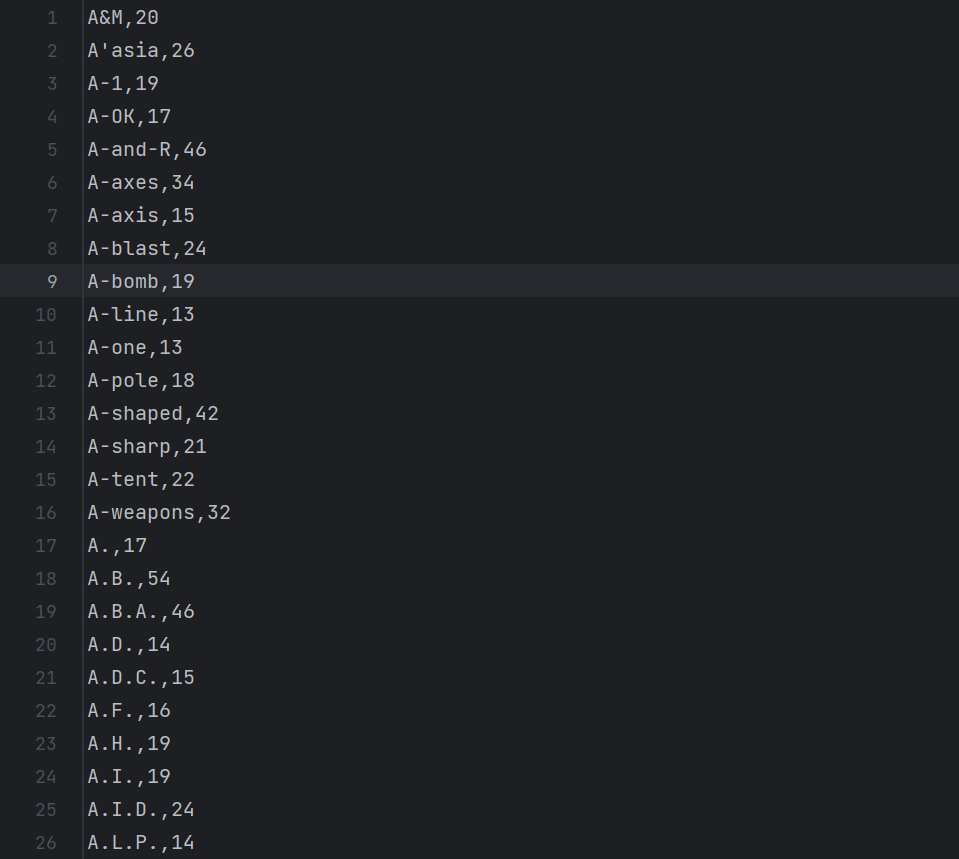 1 A&M,20
2 A'asia,26
3 A-1,19
4 A-OK,17
5 A-and-R,46
6 A-axes,34
7 A-axis,15
8 A-blast,24
9 A-bomb,19
10 A-line,13
11 A-one,13
12 A-pole,18
13 A-shaped,42
14 A-sharp,21
15 A-tent,22
16 A-weapons,32
17 A.,17
18 A.B.,54
19 A.B.A.,46
20 A.D.,14
21 A.D.C.,15
22 A.F.,16
23 A.H.,19
24 A.I.,19
25 A.I.D.,24
26 A.L.P.,14